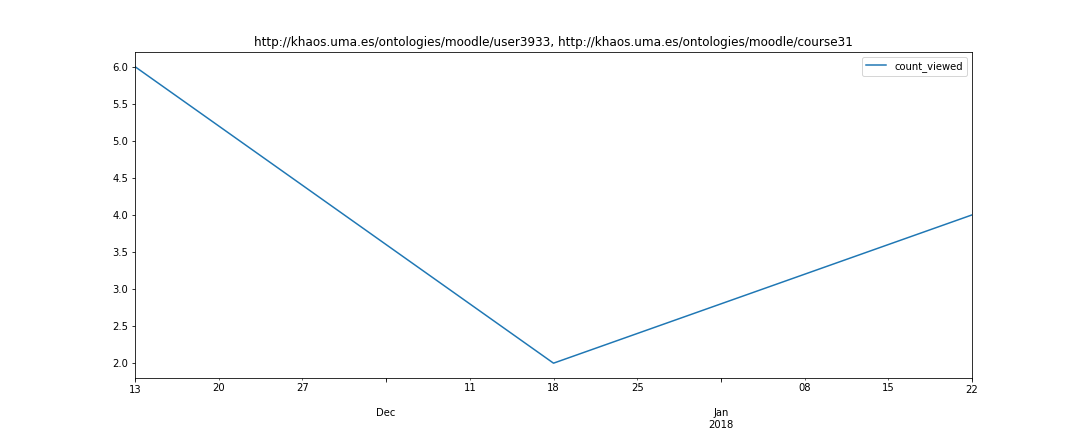 http://khaos.uma.es/ontologies/moodle/user3933, http://khaos.uma.es/ontologies/moodle/course31
count_viewed
6.0
5.5
5.0
4.5
4.0
3.5
3.0
2.5
2.0
13 20 27 11 18 25 08 15 22
Dec Jan
2018